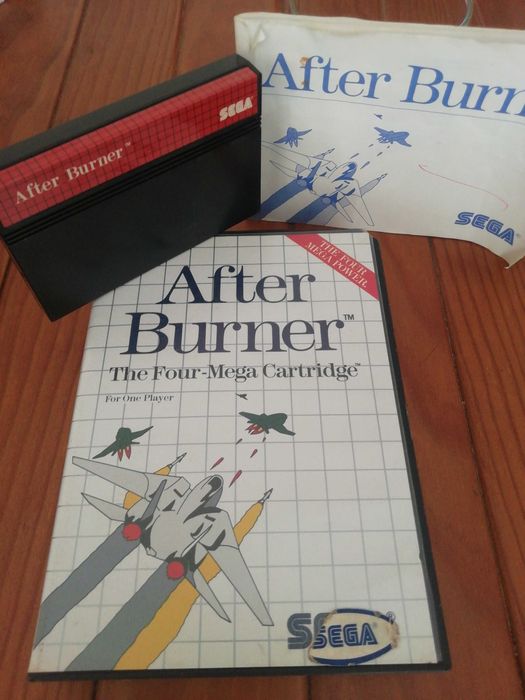 After Burner™
SEGA
After Burn
SEGA
THE FOUR
MEGA POWER.
After
Burner™
The Four-Mega Cartridge™
For One Player
SEGA